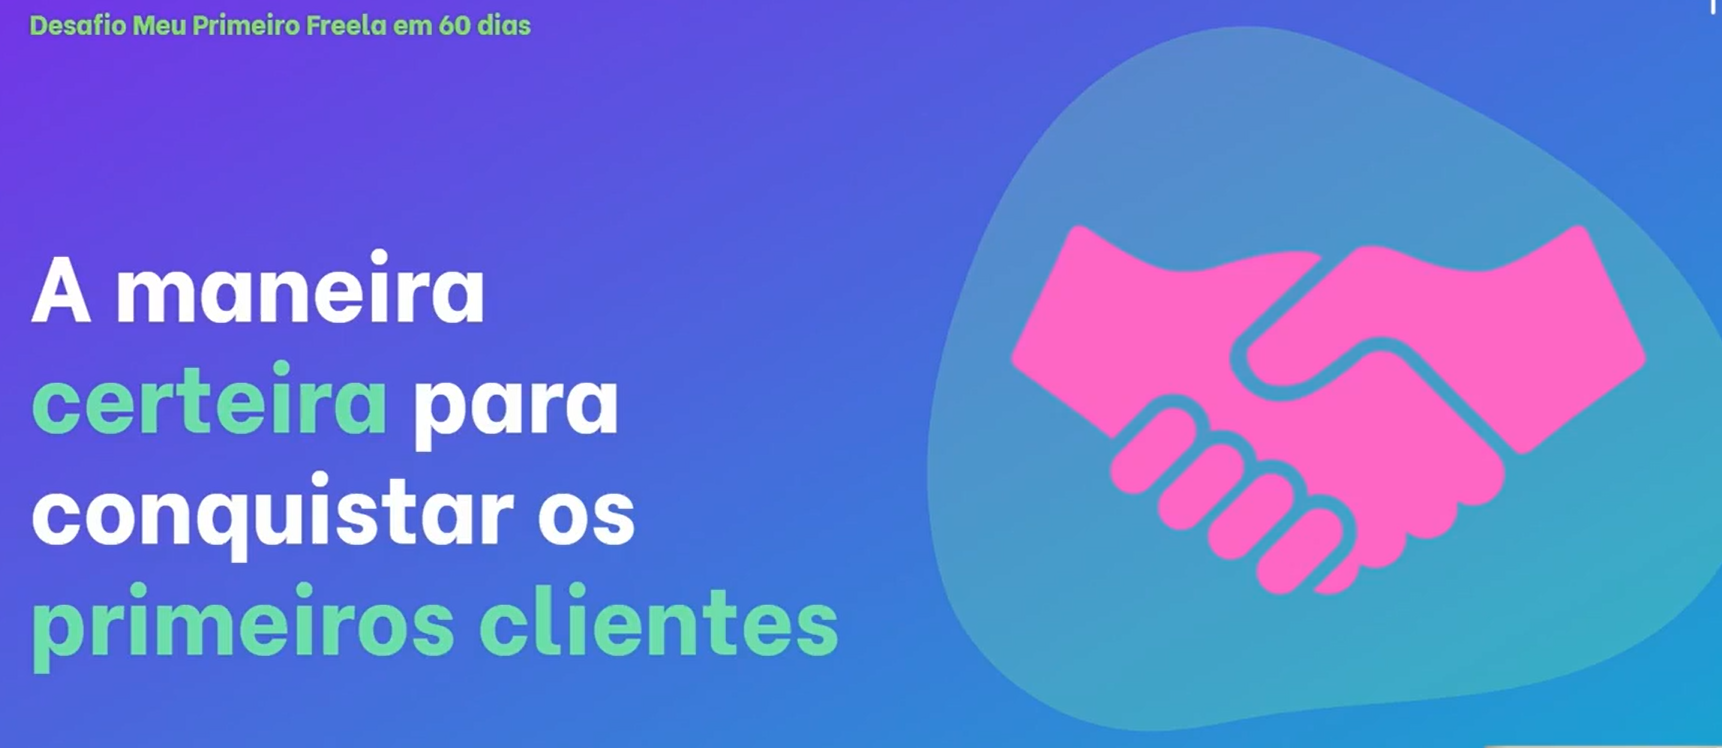 Desafio Meu Primeiro Freela em 60 dias
A maneira
certeira para
conquistar os
primeiros clientes